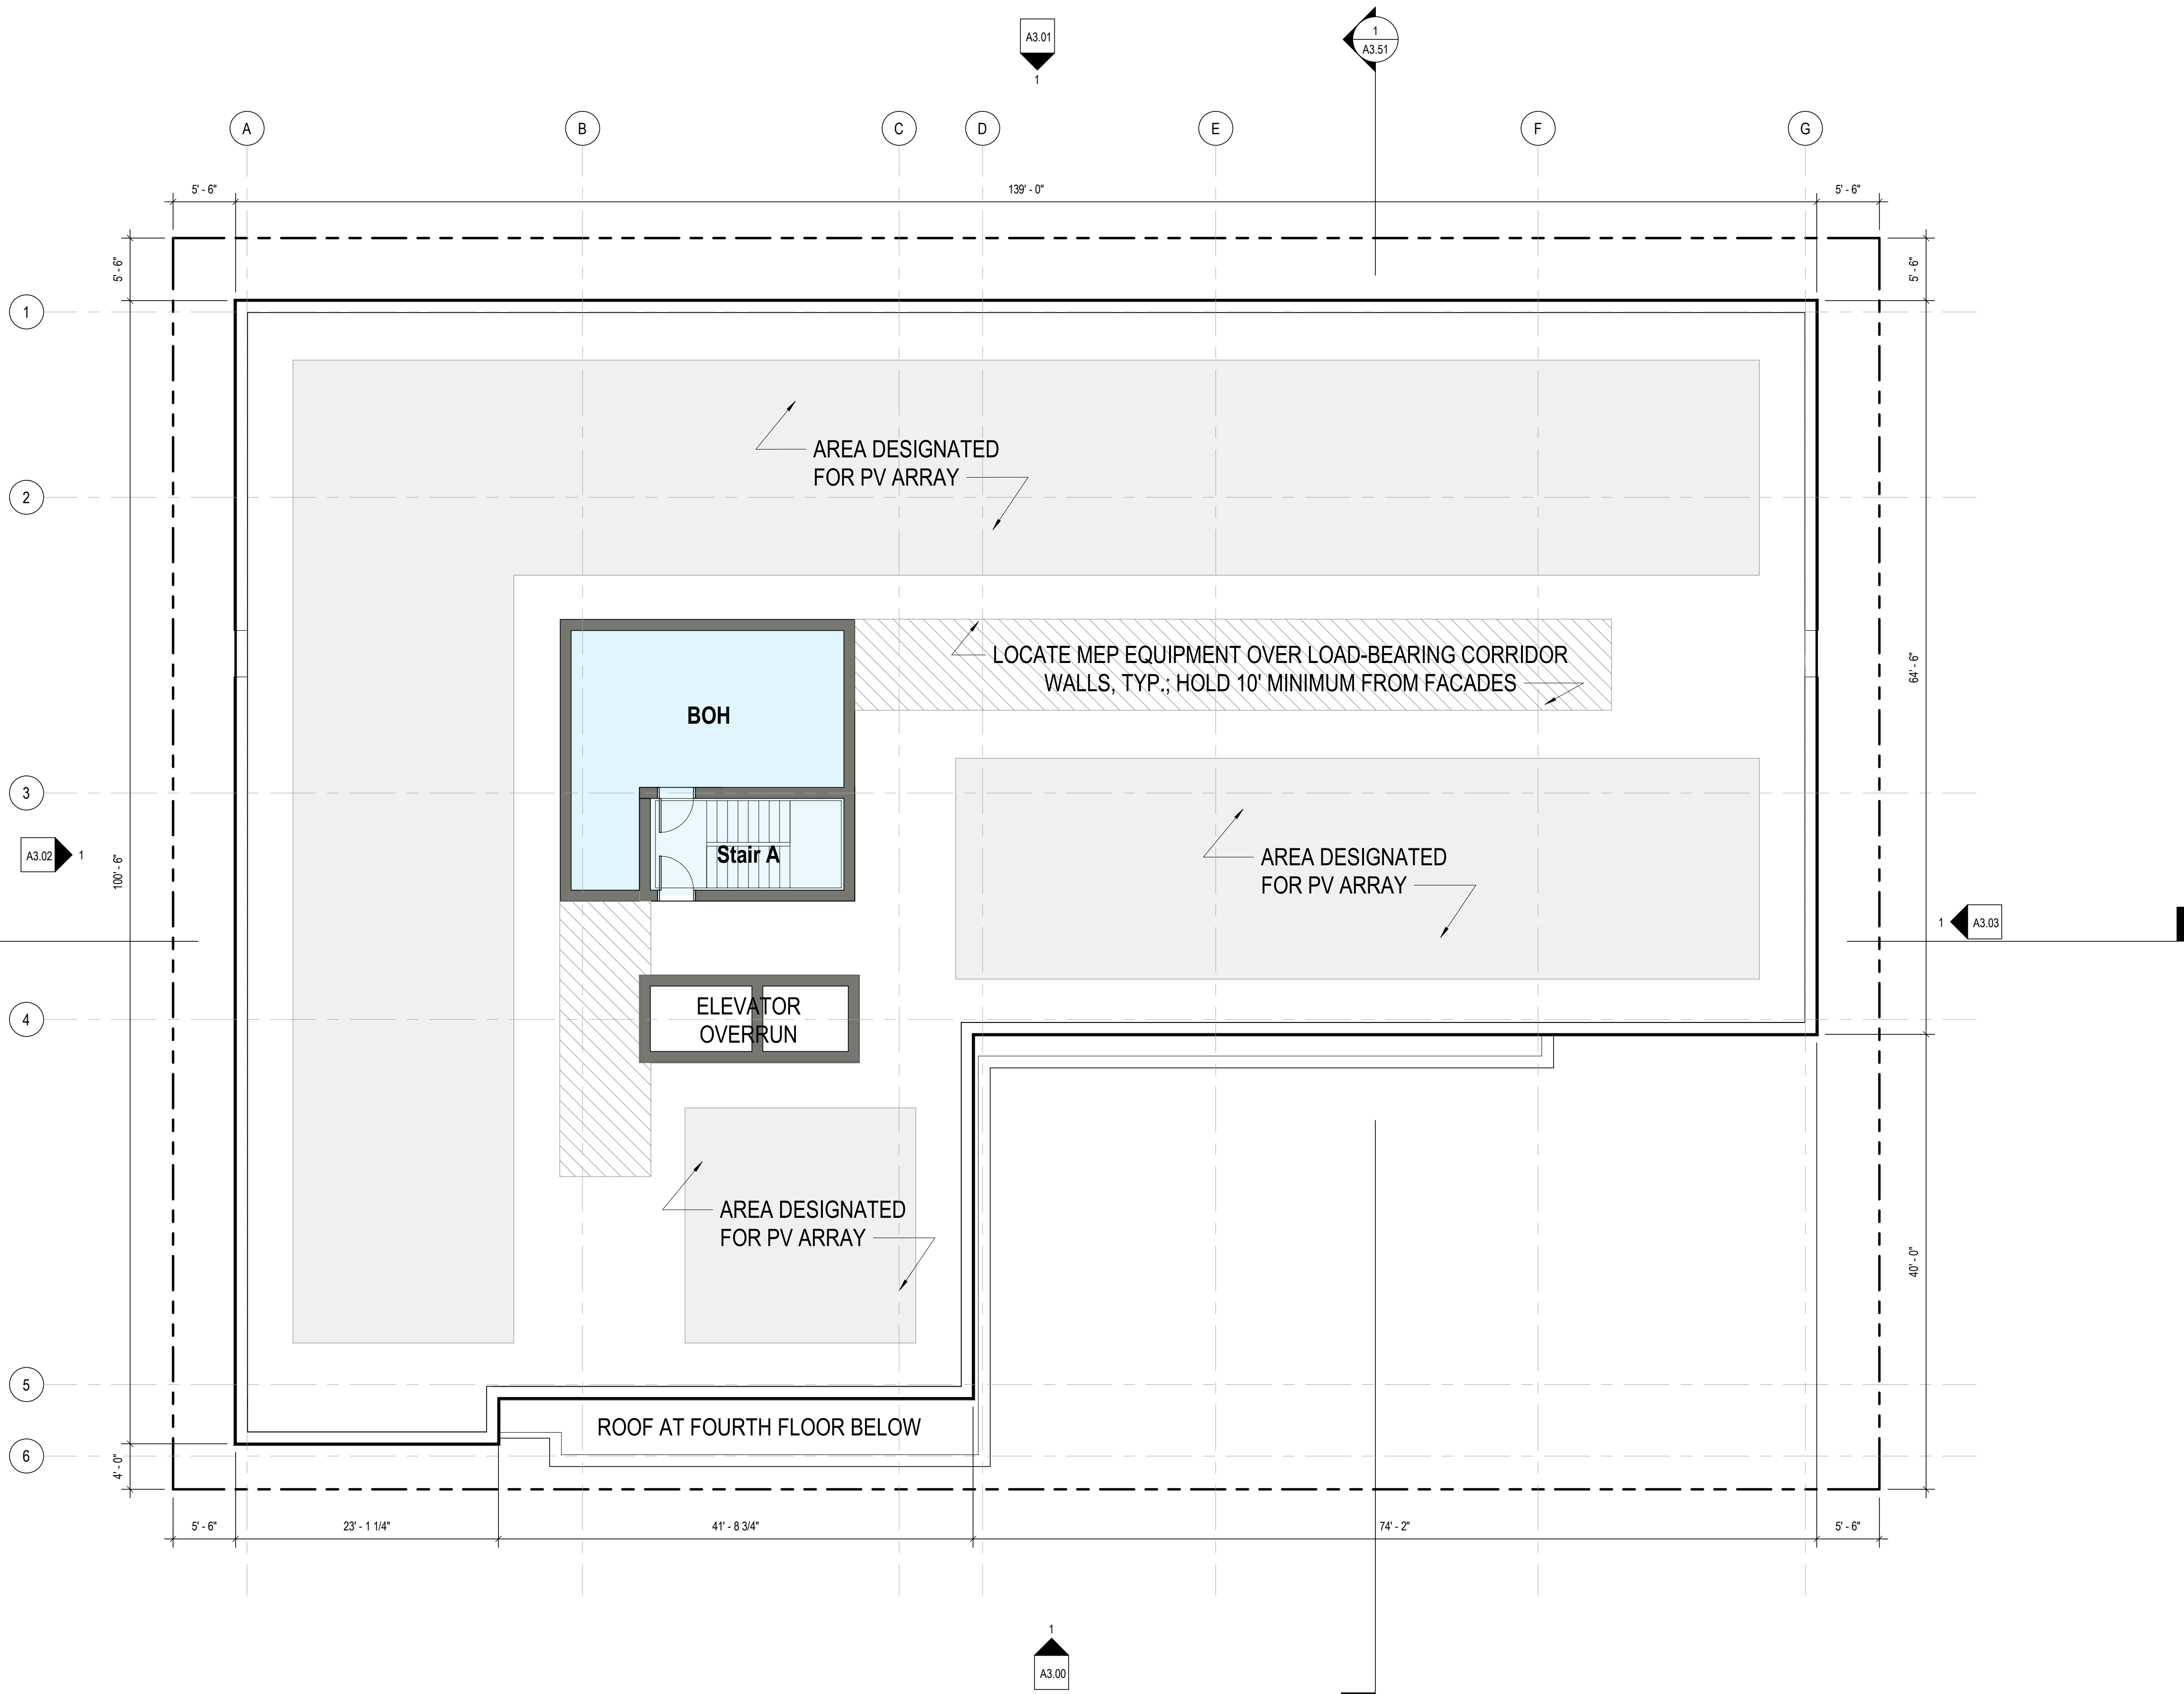 A3.01
1
1
A3.51
A
B
C
D
E
F
G
5' - 6"
139' - 0"
5' - 6"
5' - 6"
5' - 6"
1
AREA DESIGNATED
FOR PV ARRAY
2
LOCATE MEP EQUIPMENT OVER LOAD-BEARING CORRIDOR
WALLS, TYP.; HOLD 10' MINIMUM FROM FACADES
64' - 6"
BOH
3
Stair A
A3.02
1
100' - 6"
AREA DESIGNATED
FOR PV ARRAY
1
A3.03
ELEVATOR
OVERRUN
4
AREA DESIGNATED
FOR PV ARRAY
40' - 0"
5
ROOF AT FOURTH FLOOR BELOW
6
4' - 0"
5' - 6"
23' - 1 1/4"
41' - 8 3/4"
74' - 2"
5' - 6"
1
A3.00